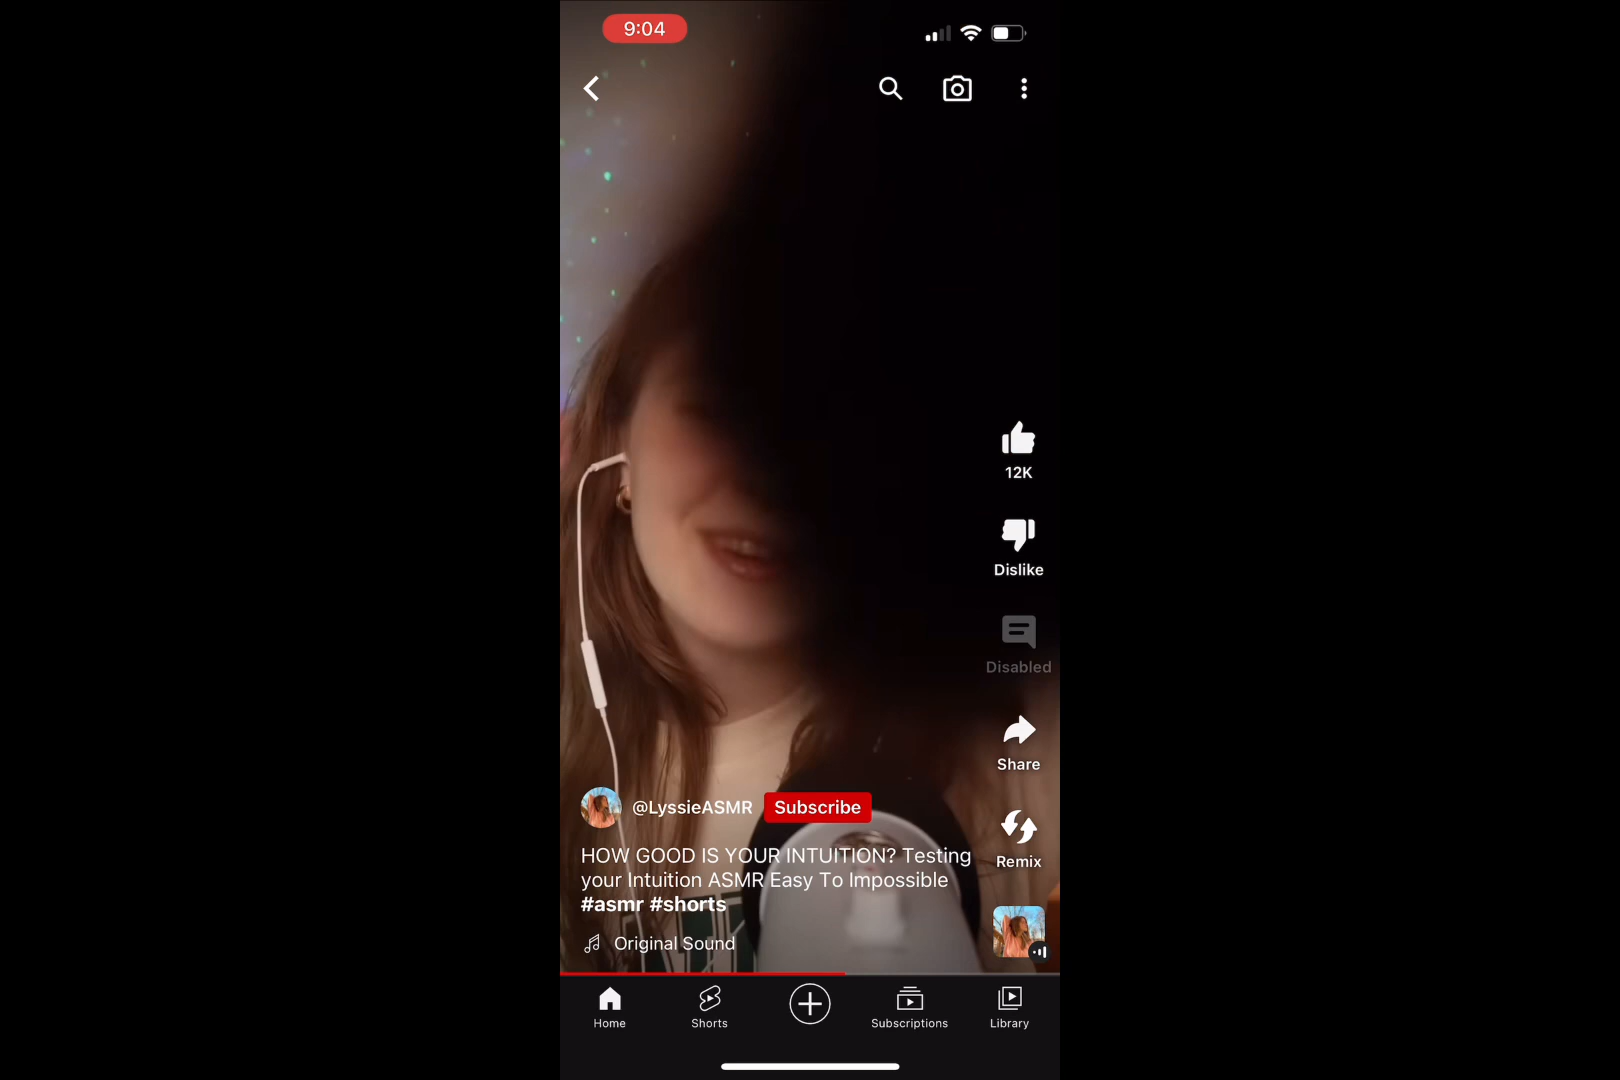 9:04
12K
Dislike
Disabled
Share
@LyssieASMR Subscribe
HOW GOOD IS YOUR INTUITION? Testing
your Intuition ASMR Easy To Impossible
#asmr #shorts
Remix
Original Sound
Home Shorts Subscriptions Library